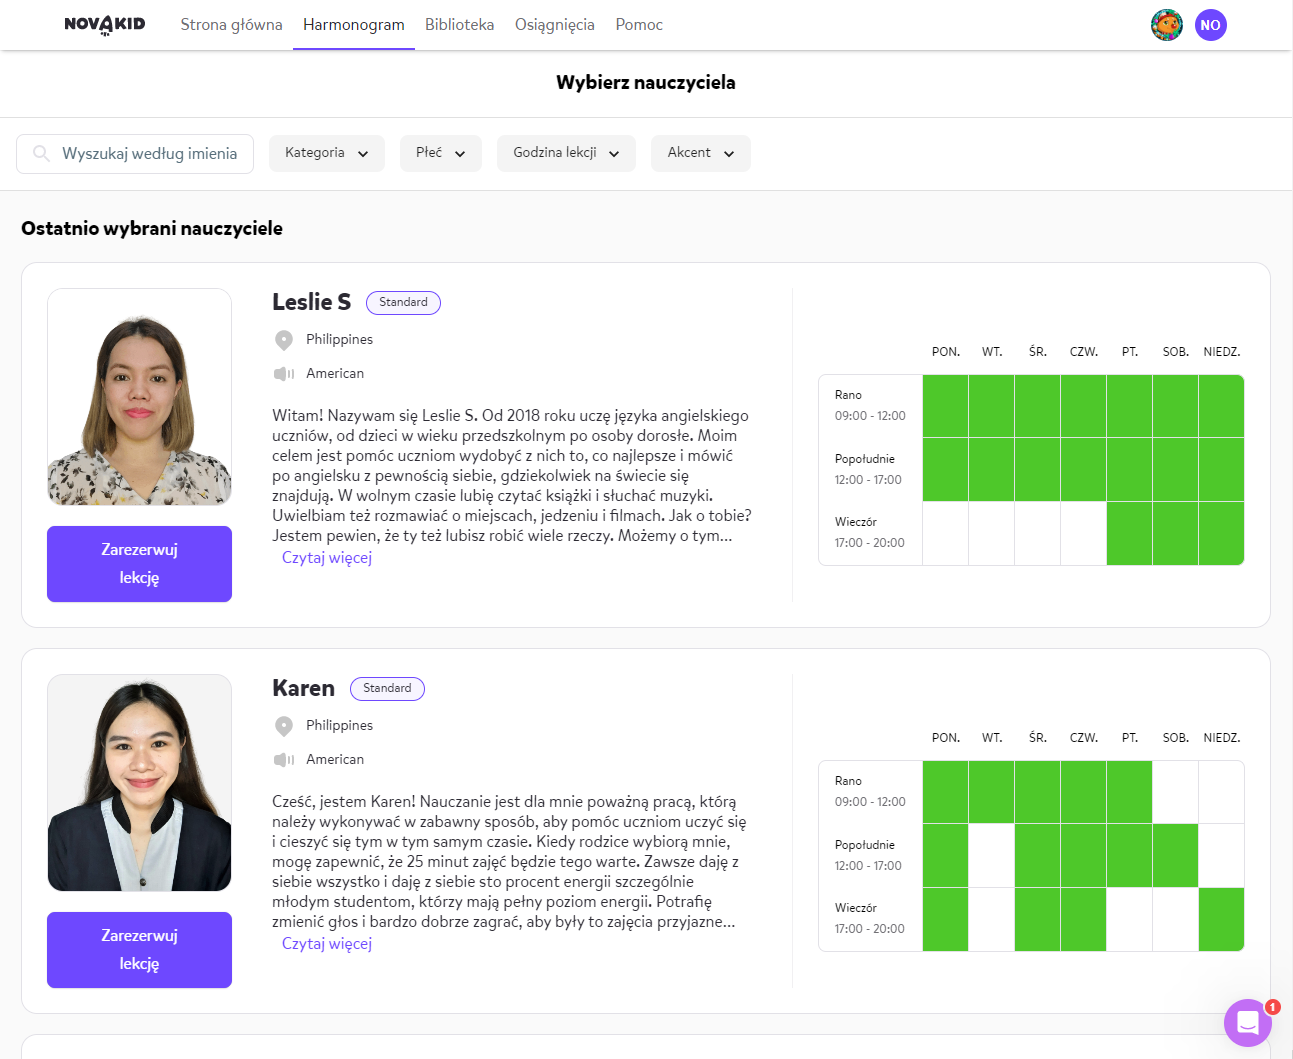 NOVAKID
Strona główna
Harmonogram
Biblioteka
Osiągnięcia
Pomoc
NO
Wybierz nauczyciela
Wyszukaj według imienia
Kategoria
Płeć
Godzina lekcji
Akcent
Ostatnio wybrani nauczyciele
Leslie S
Standard
Philippines
American
Witam! Nazywam się Leslie S. Od 2018 roku uczę języka angielskiego
uczniów, od dzieci w wieku przedszkolnym po osoby dorosłe. Moim
celem jest pomóc uczniom wydobyć z nich to, co najlepsze i mówić
po angielsku z pewnością siebie, gdziekolwiek na świecie się
znajdują. W wolnym czasie lubię czytać książki i słuchać muzyki.
Uwielbiam też rozmawiać o miejscach, jedzeniu i filmach. Jak o tobie?
Jestem pewien, że ty też lubisz robić wiele rzeczy. Możemy o tym...
Czytaj więcej
Zarezerwuj
lekcję
PON. WT. ŚR. CZW. PT. SOB. NIEDZ.
Rano
09:00 - 12:00
Popołudnie
12:00 - 17:00
Wieczór
17:00 - 20:00
Karen
Standard
Philippines
American
Cześć, jestem Karen! Nauczanie jest dla mnie poważną pracą, którą
należy wykonywać w zabawny sposób, aby pomóc uczniom uczyć się
i cieszyć się tym w tym samym czasie. Kiedy rodzice wybiorą mnie,
mogę zapewnić, że 25 minut zajęć będzie tego warte. Zawsze daję z
siebie wszystko i daję z siebie sto procent energii szczególnie
młodym studentom, którzy mają pełny poziom energii. Potrafię
zmienić głos i bardzo dobrze zagrać, aby były to zajęcia przyjazne...
Czytaj więcej
Zarezerwuj
lekcję
PON. WT. ŚR. CZW. PT. SOB. NIEDZ.
Rano
09:00 - 12:00
Popołudnie
12:00 - 17:00
Wieczór
17:00 - 20:00
1